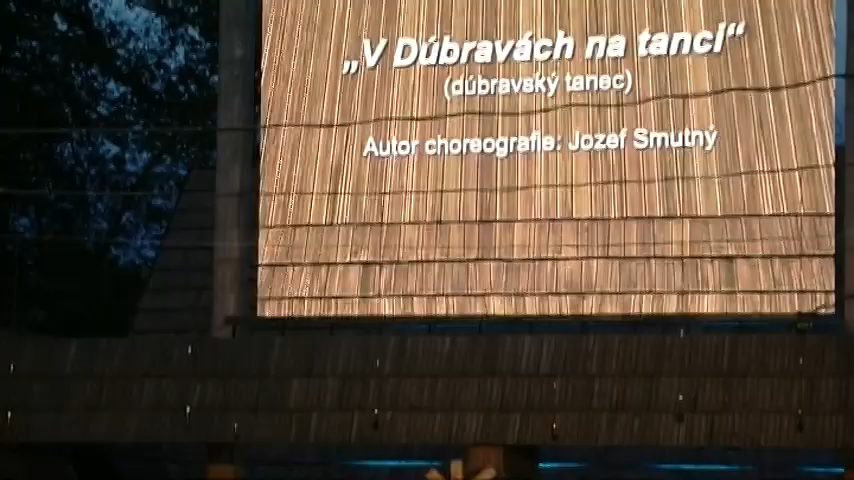 „V Dúbravách na tanci“
(dúbravský tanec)
Autor choreografie: Jozef Smutný